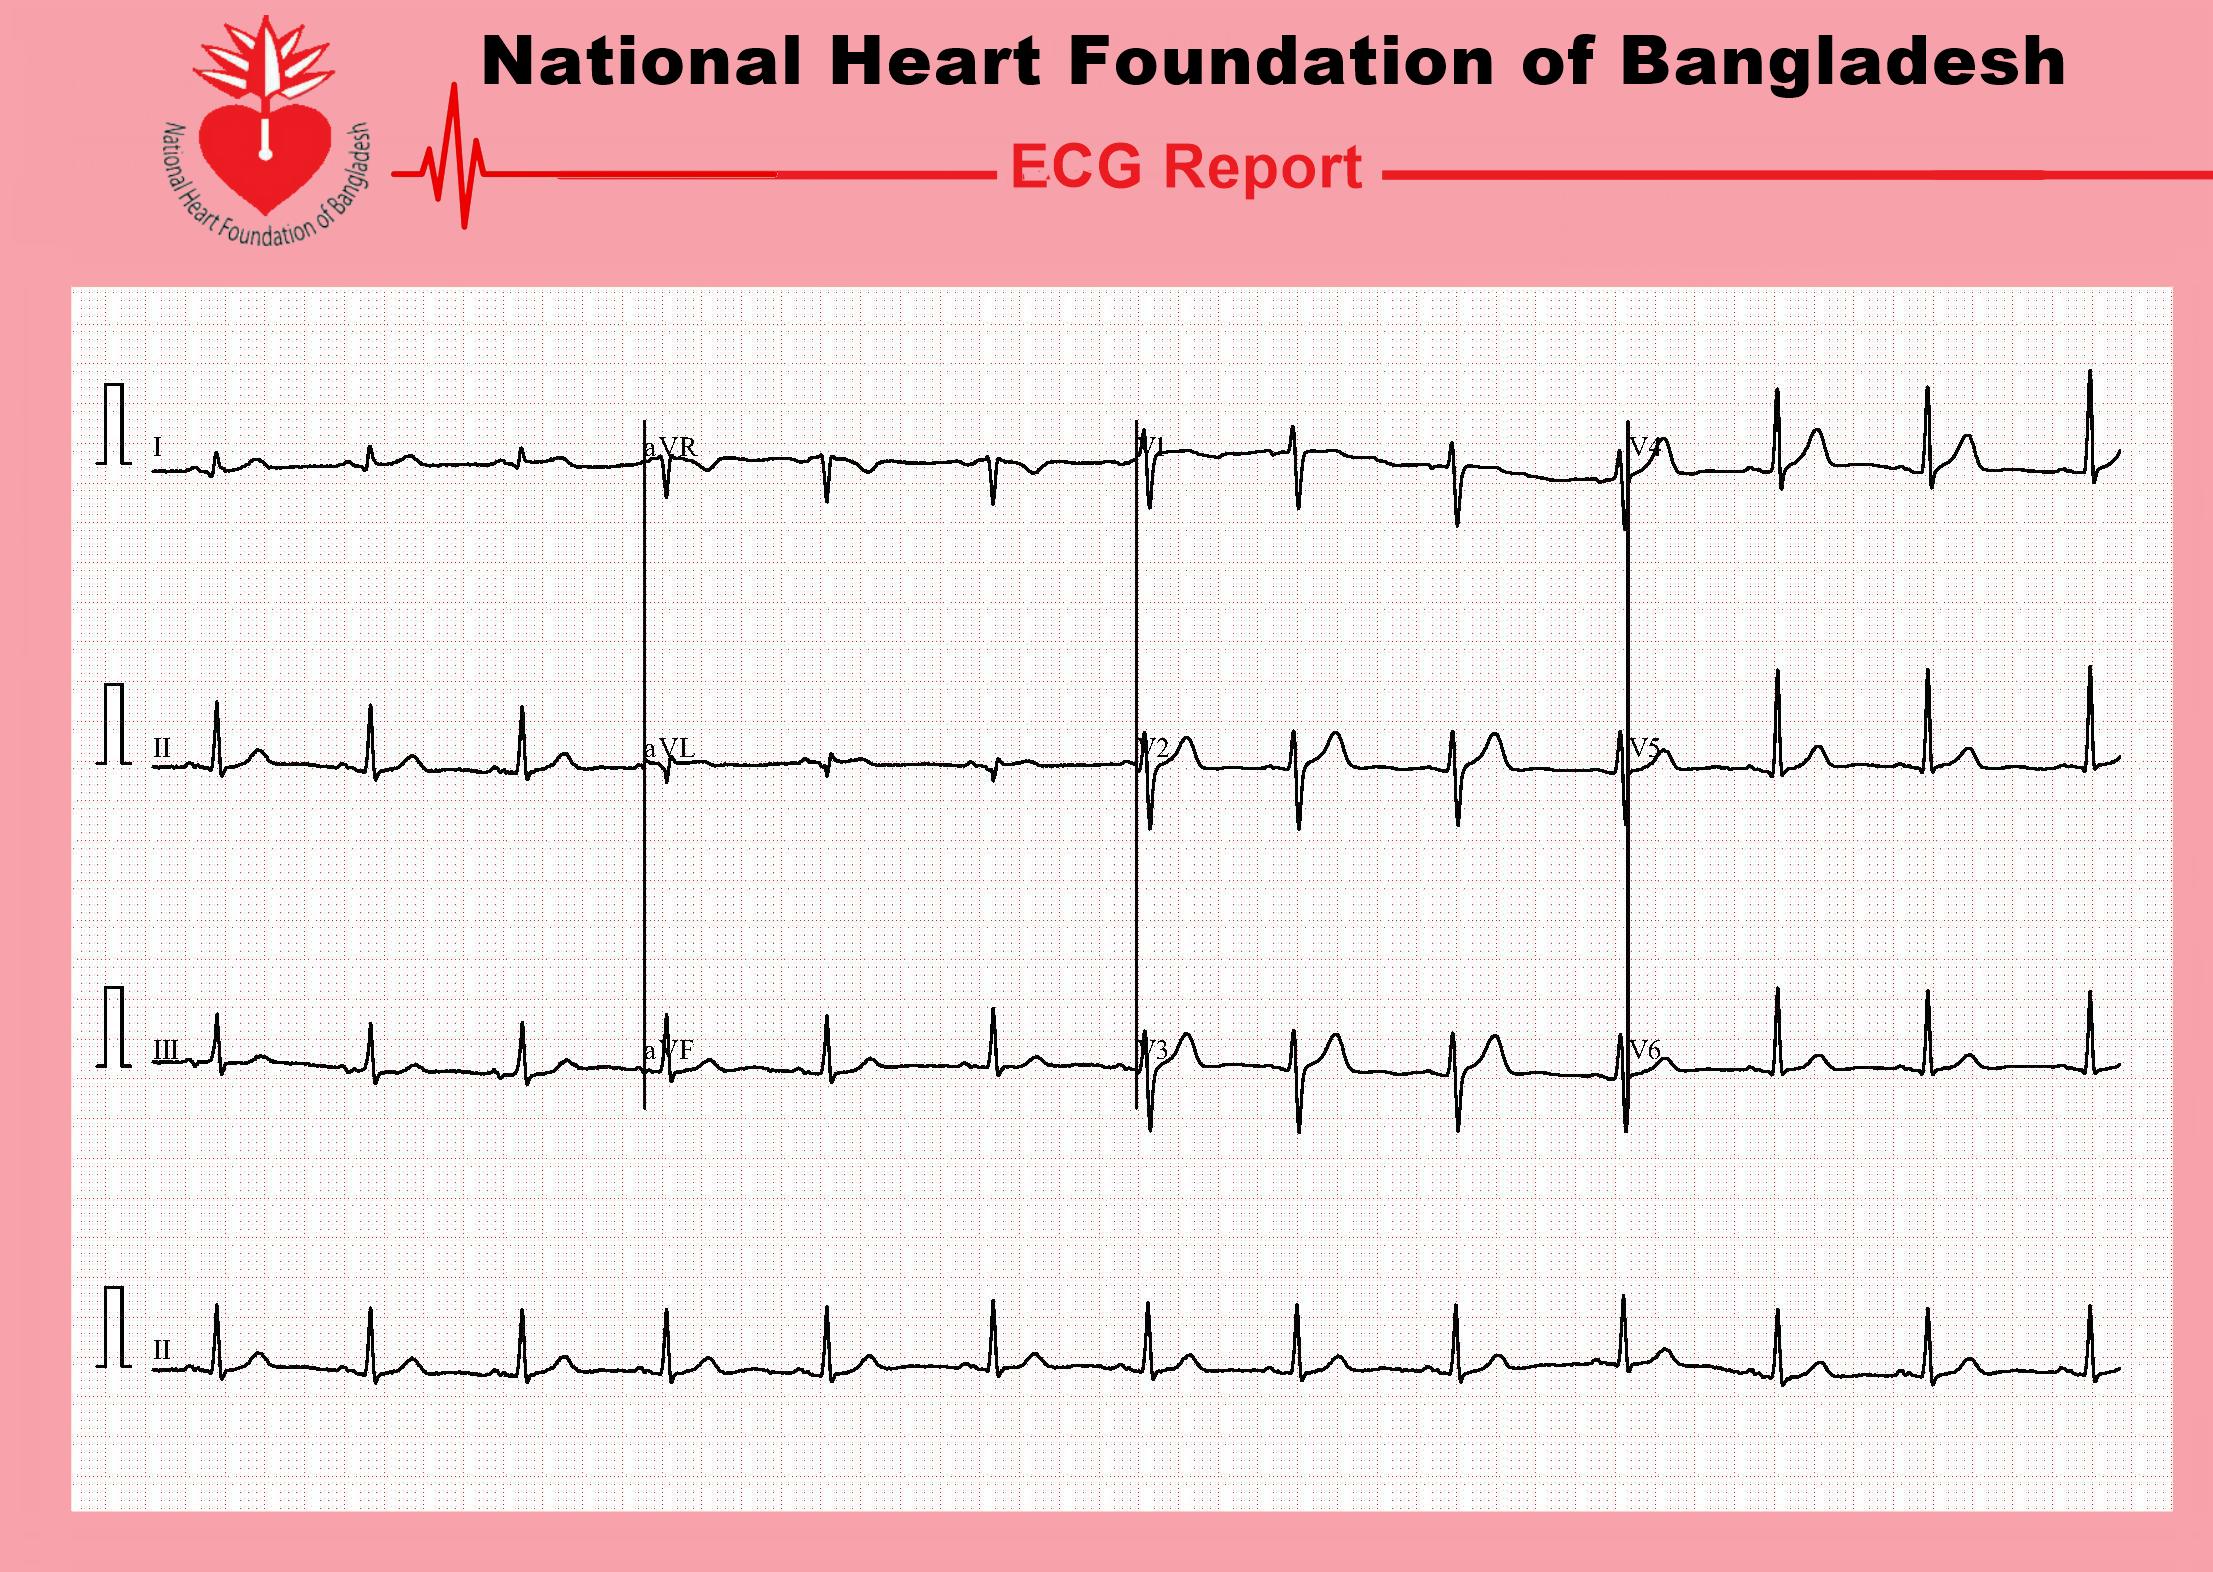 National Heart Foundation of Bangladesh
National Heart Foundation of Bangladesh
ECG Report
I aVR V1 V4
II aVL V2 V5
III aVF V3 V6
II